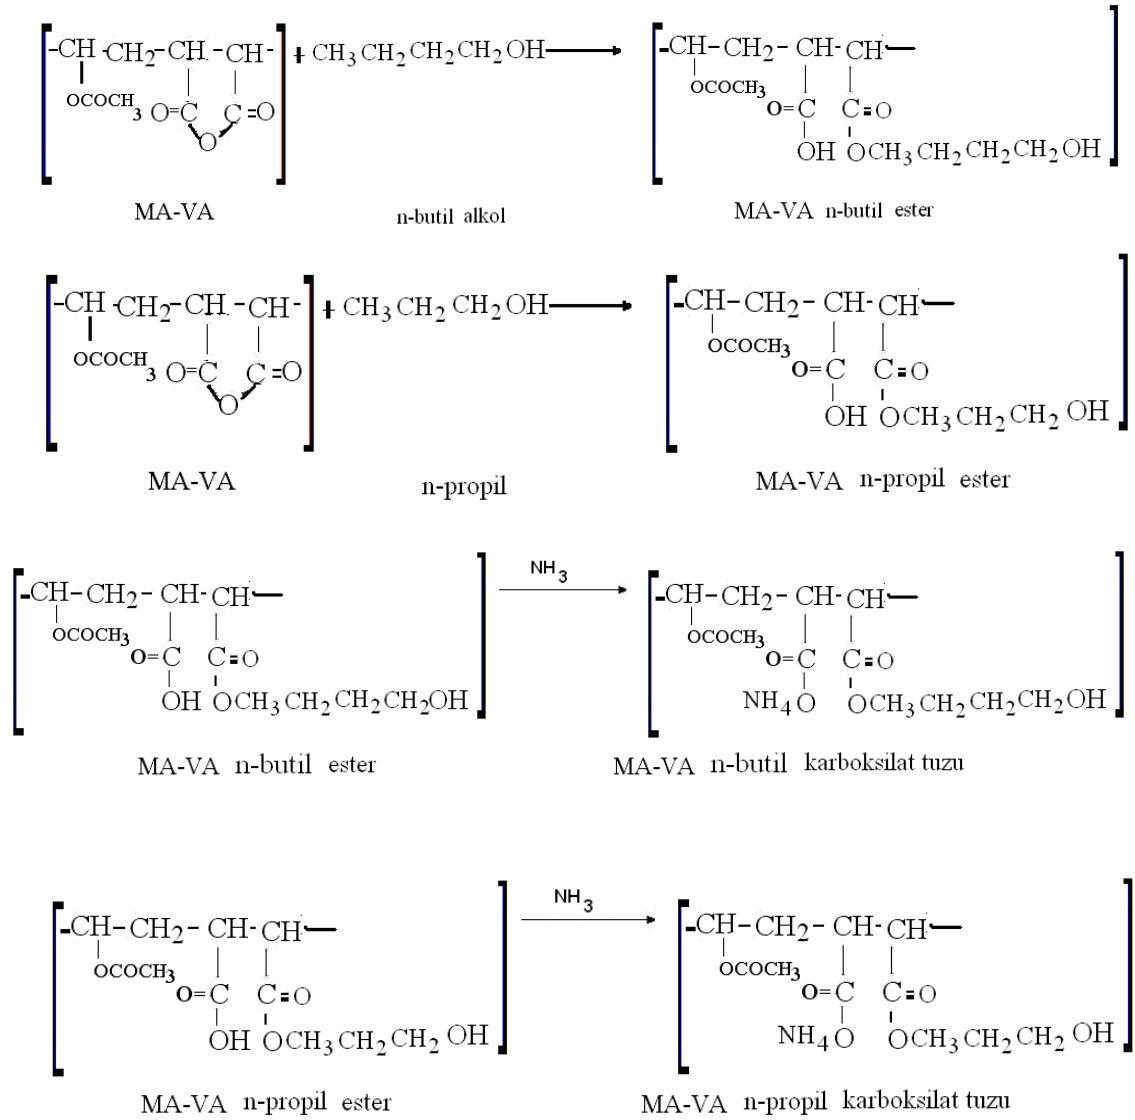 -CH-CH2-CH-CH- + CH3CH2CH2CH2OH -CH-CH2-CH-CH-
OCOCH3 O=C C=O OCOCH3 O=C C=O
O OH OCH3CH2CH2CH2OH
MA-VA n-butil alkol MA-VA n-butil ester
-CH-CH2-CH-CH- + CH3CH2CH2OH -CH-CH2-CH-CH-
OCOCH3 O=C C=O OCOCH3 O=C C=O
O OH OCH3CH2CH2OH
MA-VA n-propil MA-VA n-propil ester
-CH-CH2-CH-CH- NH3 -CH-CH2-CH-CH-
OCOCH3 O=C C=O OCOCH3 O=C C=O
OH OCH3CH2CH2CH2OH NH4O OCH3CH2CH2CH2OH
MA-VA n-butil ester MA-VA n-butil karboksilat tuzu
-CH-CH2-CH-CH- NH3 -CH-CH2-CH-CH-
OCOCH3 O=C C=O OCOCH3 O=C C=O
OH OCH3CH2CH2OH NH4O OCH3CH2CH2OH
MA-VA n-propil ester MA-VA n-propil karboksilat tuzu